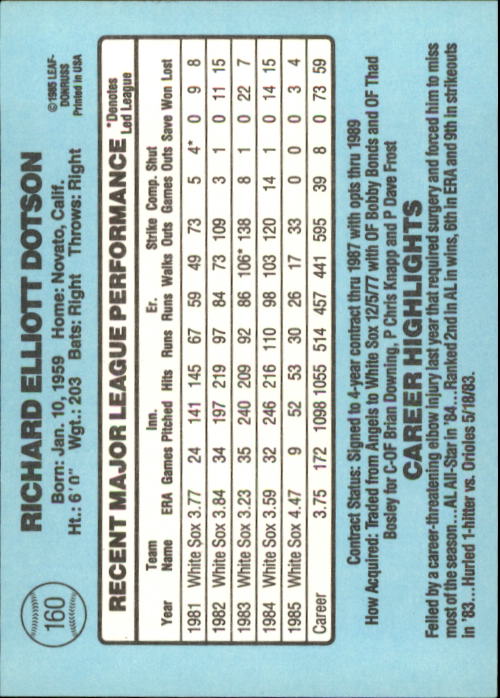 160
RICHARD ELLIOTT DOTSON
Born: Jan. 10, 1959 Home: Novato, Calif.
Ht.: 6'0" Wgt.: 203 Bats: Right Throws: Right
©1985 LEAF-
DONRUSS
Printed in USA
RECENT MAJOR LEAGUE PERFORMANCE
*Denotes
Led League
Team Inn. Er. Strike Comp. Shut
Year Name ERA Games Pitched Hits Runs Runs Walks Outs Games Outs Save Won Lost
1981 White Sox 3.77 24 141 145 67 59 49 73 5 4* 0 9 8
1982 White Sox 3.84 34 197 219 97 84 73 109 3 1 0 11 15
1983 White Sox 3.23 35 240 209 92 86 106* 138 8 1 0 22 7
1984 White Sox 3.59 32 246 216 110 98 103 120 14 1 0 14 15
1985 White Sox 4.47 9 52 53 30 26 17 33 0 0 0 3 4
Career 3.75 172 1098 1055 514 457 441 595 39 8 0 73 59
Contract Status: Signed to 4-year contract thru 1987 with opts thru 1989
How Acquired: Traded from Angels to White Sox 12/5/77 with OF Bobby Bonds and OF Thad
Bosley for C-OF Brian Downing, P Chris Knapp and P Dave Frost
CAREER HIGHLIGHTS
Felled by a career-threatening elbow injury last year that required surgery and forced him to miss
most of the season...AL All-Star in '84...Ranked 2nd in AL in wins, 6th in ERA and 9th in strikeouts
in '83...Hurled 1-hitter vs. Orioles 5/18/83.